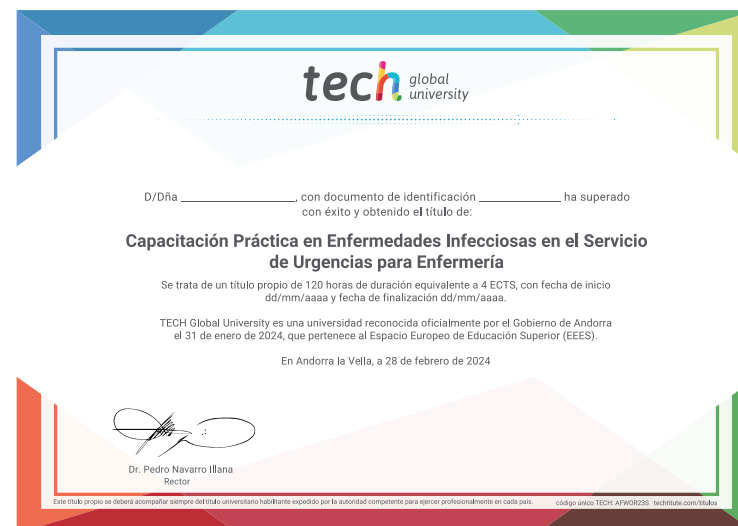 tech global
university
D/Dña ______________, con documento de identificación __________ ha superado
con éxito y obtenido el título de:
Capacitación Práctica en Enfermedades Infecciosas en el Servicio
de Urgencias para Enfermería
Se trata de un título propio de 120 horas de duración equivalente a 4 ECTS, con fecha de inicio
dd/mm/aaaa y fecha de finalización dd/mm/aaaa.
TECH Global University es una universidad reconocida oficialmente por el Gobierno de Andorra
el 31 de enero de 2024, que pertenece al Espacio Europeo de Educación Superior (EEES).
En Andorra la Vella, a 28 de febrero de 2024
Dr. Pedro Navarro Illana
Rector
Este título propio se deberá acompañar siempre del título universitario habilitante expedido por la autoridad competente para ejercer profesionalmente en cada país. código único TECH: AFWOR23S techtitute.com/titulos